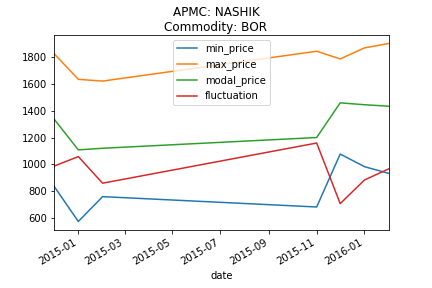 APMC: NASHIK
Commodity: BOR
min_price
max_price
modal_price
fluctuation
1800
1600
1400
1200
1000
800
600
2015-01
2015-03
2015-05
2015-07
2015-09
2015-11
2016-01
date